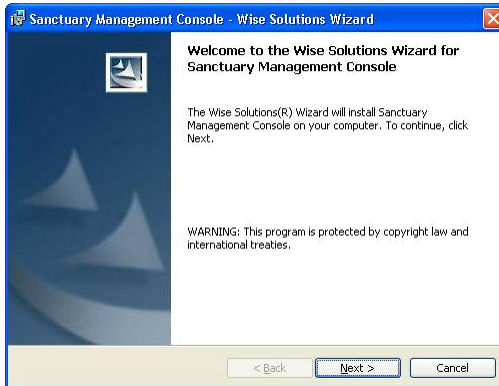 Sanctuary Management Console - Wise Solutions Wizard
Welcome to the Wise Solutions Wizard for
Sanctuary Management Console
The Wise Solutions(R) Wizard will install Sanctuary
Management Console on your computer. To continue, click
Next.
WARNING: This program is protected by copyright law and
international treaties.
< Back
Next >
Cancel